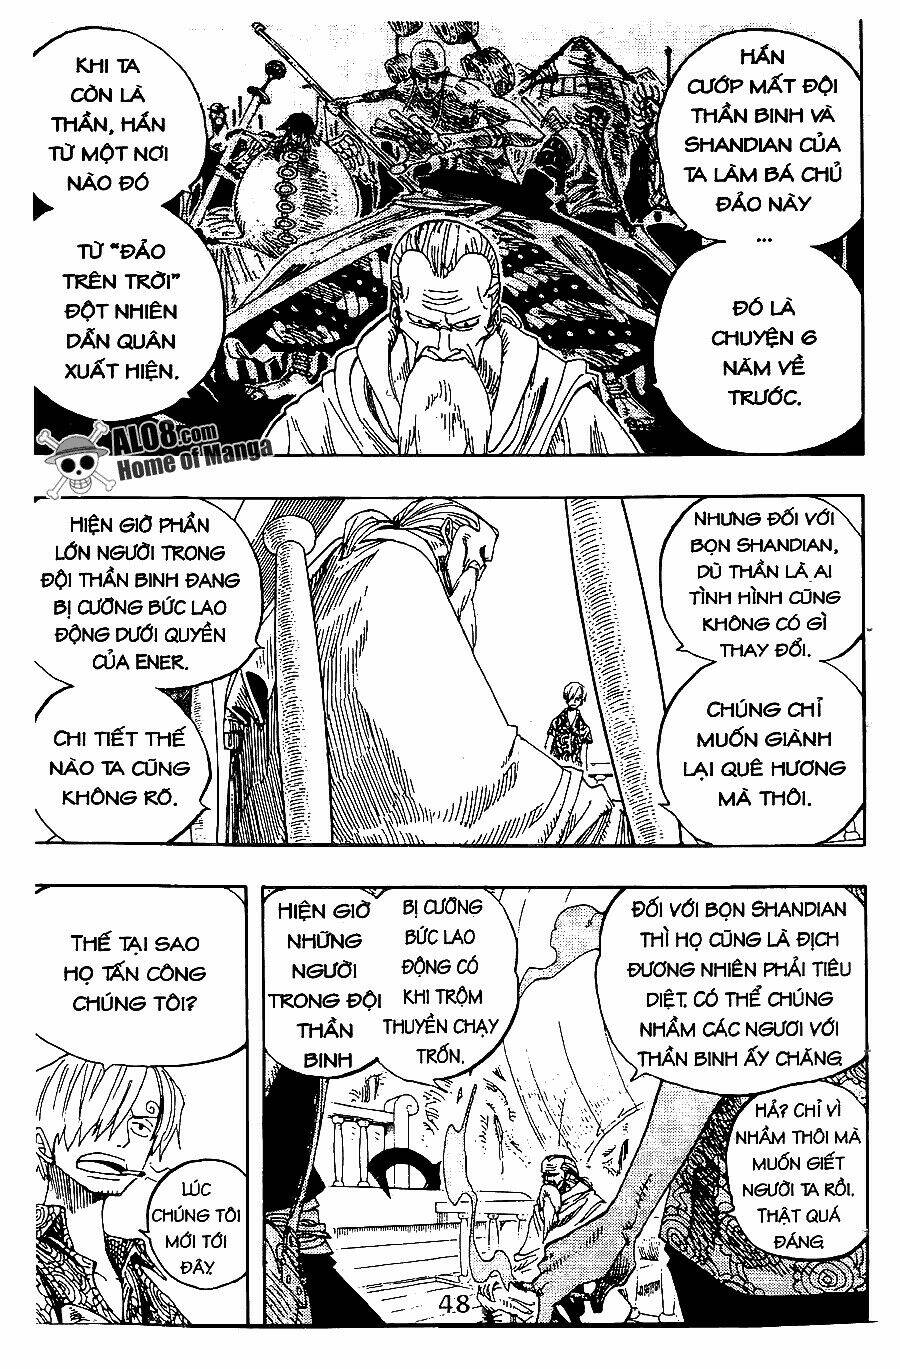 KHI TA
CÒN LÀ
THẦN, HẮN
TỪ MỘT NƠI
NÀO ĐÓ
TỪ “ĐẢO
TRÊN TRỜI”
ĐỘT NHIÊN
DẪN QUÂN
XUẤT HIỆN.
HẮN
CƯỚP MẤT ĐỘI
THẦN BINH VÀ
SHANDIAN CỦA
TA LÀM BÁ CHỦ
ĐẢO NÀY
...
ĐÓ LÀ
CHUYỆN 6
NĂM VỀ
TRƯỚC.
ALO8.com
Home of Manga
HIỆN GIỜ PHẦN
LỚN NGƯỜI TRONG
ĐỘI THẦN BINH ĐANG
BỊ CƯỠNG BỨC LAO
ĐỘNG DƯỚI QUYỀN
CỦA ENER.
CHI TIẾT THẾ
NÀO TA CŨNG
KHÔNG RÕ.
NHƯNG ĐỐI VỚI
BỌN SHANDIAN,
DÙ THẦN LÀ AI
TÌNH HÌNH CŨNG
KHÔNG CÓ GÌ
THAY ĐỔI.
CHÚNG CHỈ
MUỐN GIÀNH
LẠI QUÊ HƯƠNG
MÀ THÔI.
THẾ TẠI SAO
HỌ TẤN CÔNG
CHÚNG TÔI?
LÚC
CHÚNG TÔI
MỚI TỚI
ĐÂY.
HIỆN GIỜ
NHỮNG
NGƯỜI
TRONG ĐỘI
THẦN
BINH
BỊ CƯỠNG
BỨC LAO
ĐỘNG CÓ
KHI TRỘM
THUYỀN CHẠY
TRỐN.
ĐỐI VỚI BỌN SHANDIAN
THÌ HỌ CŨNG LÀ ĐỊCH
ĐƯƠNG NHIÊN PHẢI TIÊU
DIỆT. CÓ THỂ CHÚNG
NHẦM CÁC NGƯƠI VỚI
THẦN BINH ẤY CHĂNG
HẢ? CHỈ VÌ
NHẦM THÔI MÀ
MUỐN GIẾT
NGƯỜI TA RỒI.
THẬT QUÁ
ĐÁNG.
48